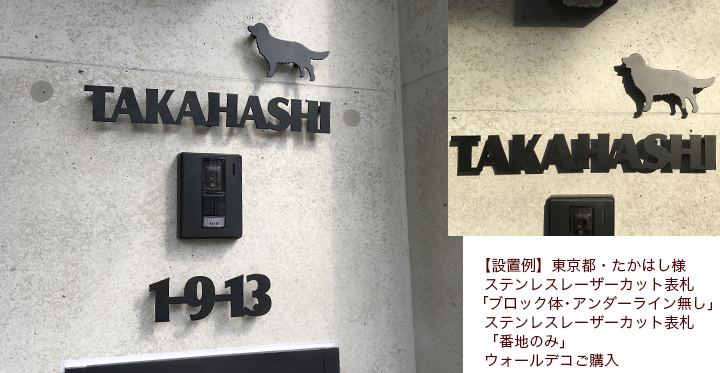 TAKAHASHI
1-9-13
TAKAHASHI
【設置例】東京都・たかはし様
ステンレスレーザーカット表札
「ブロック体・アンダーライン無し」
ステンレスレーザーカット表札
「番地のみ」
ウォールデコご購入